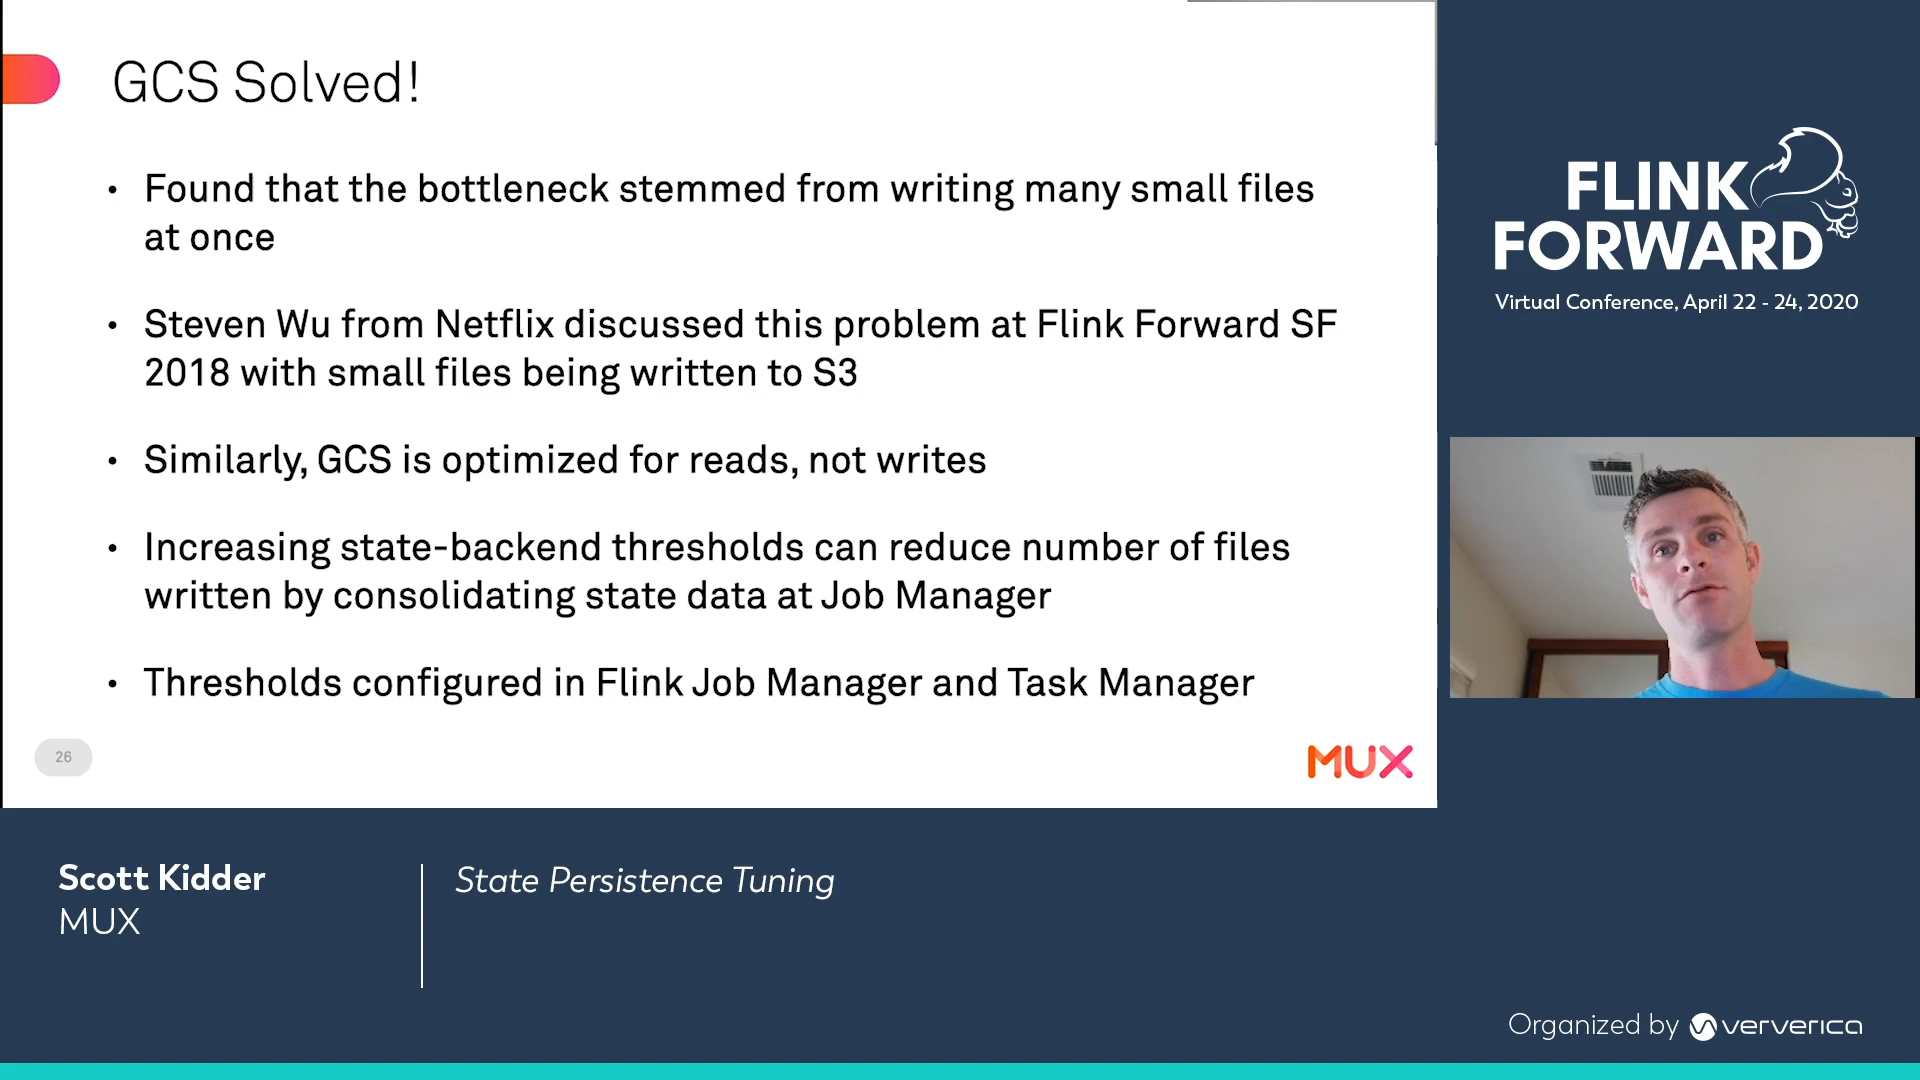 GCS Solved!
• Found that the bottleneck stemmed from writing many small files
at once
• Steven Wu from Netflix discussed this problem at Flink Forward SF
2018 with small files being written to S3
• Similarly, GCS is optimized for reads, not writes
• Increasing state-backend thresholds can reduce number of files
written by consolidating state data at Job Manager
• Thresholds configured in Flink Job Manager and Task Manager
26
MUX
FLINK
FORWARD
Virtual Conference, April 22 - 24, 2020
Scott Kidder
MUX
State Persistence Tuning
Organized by ververica